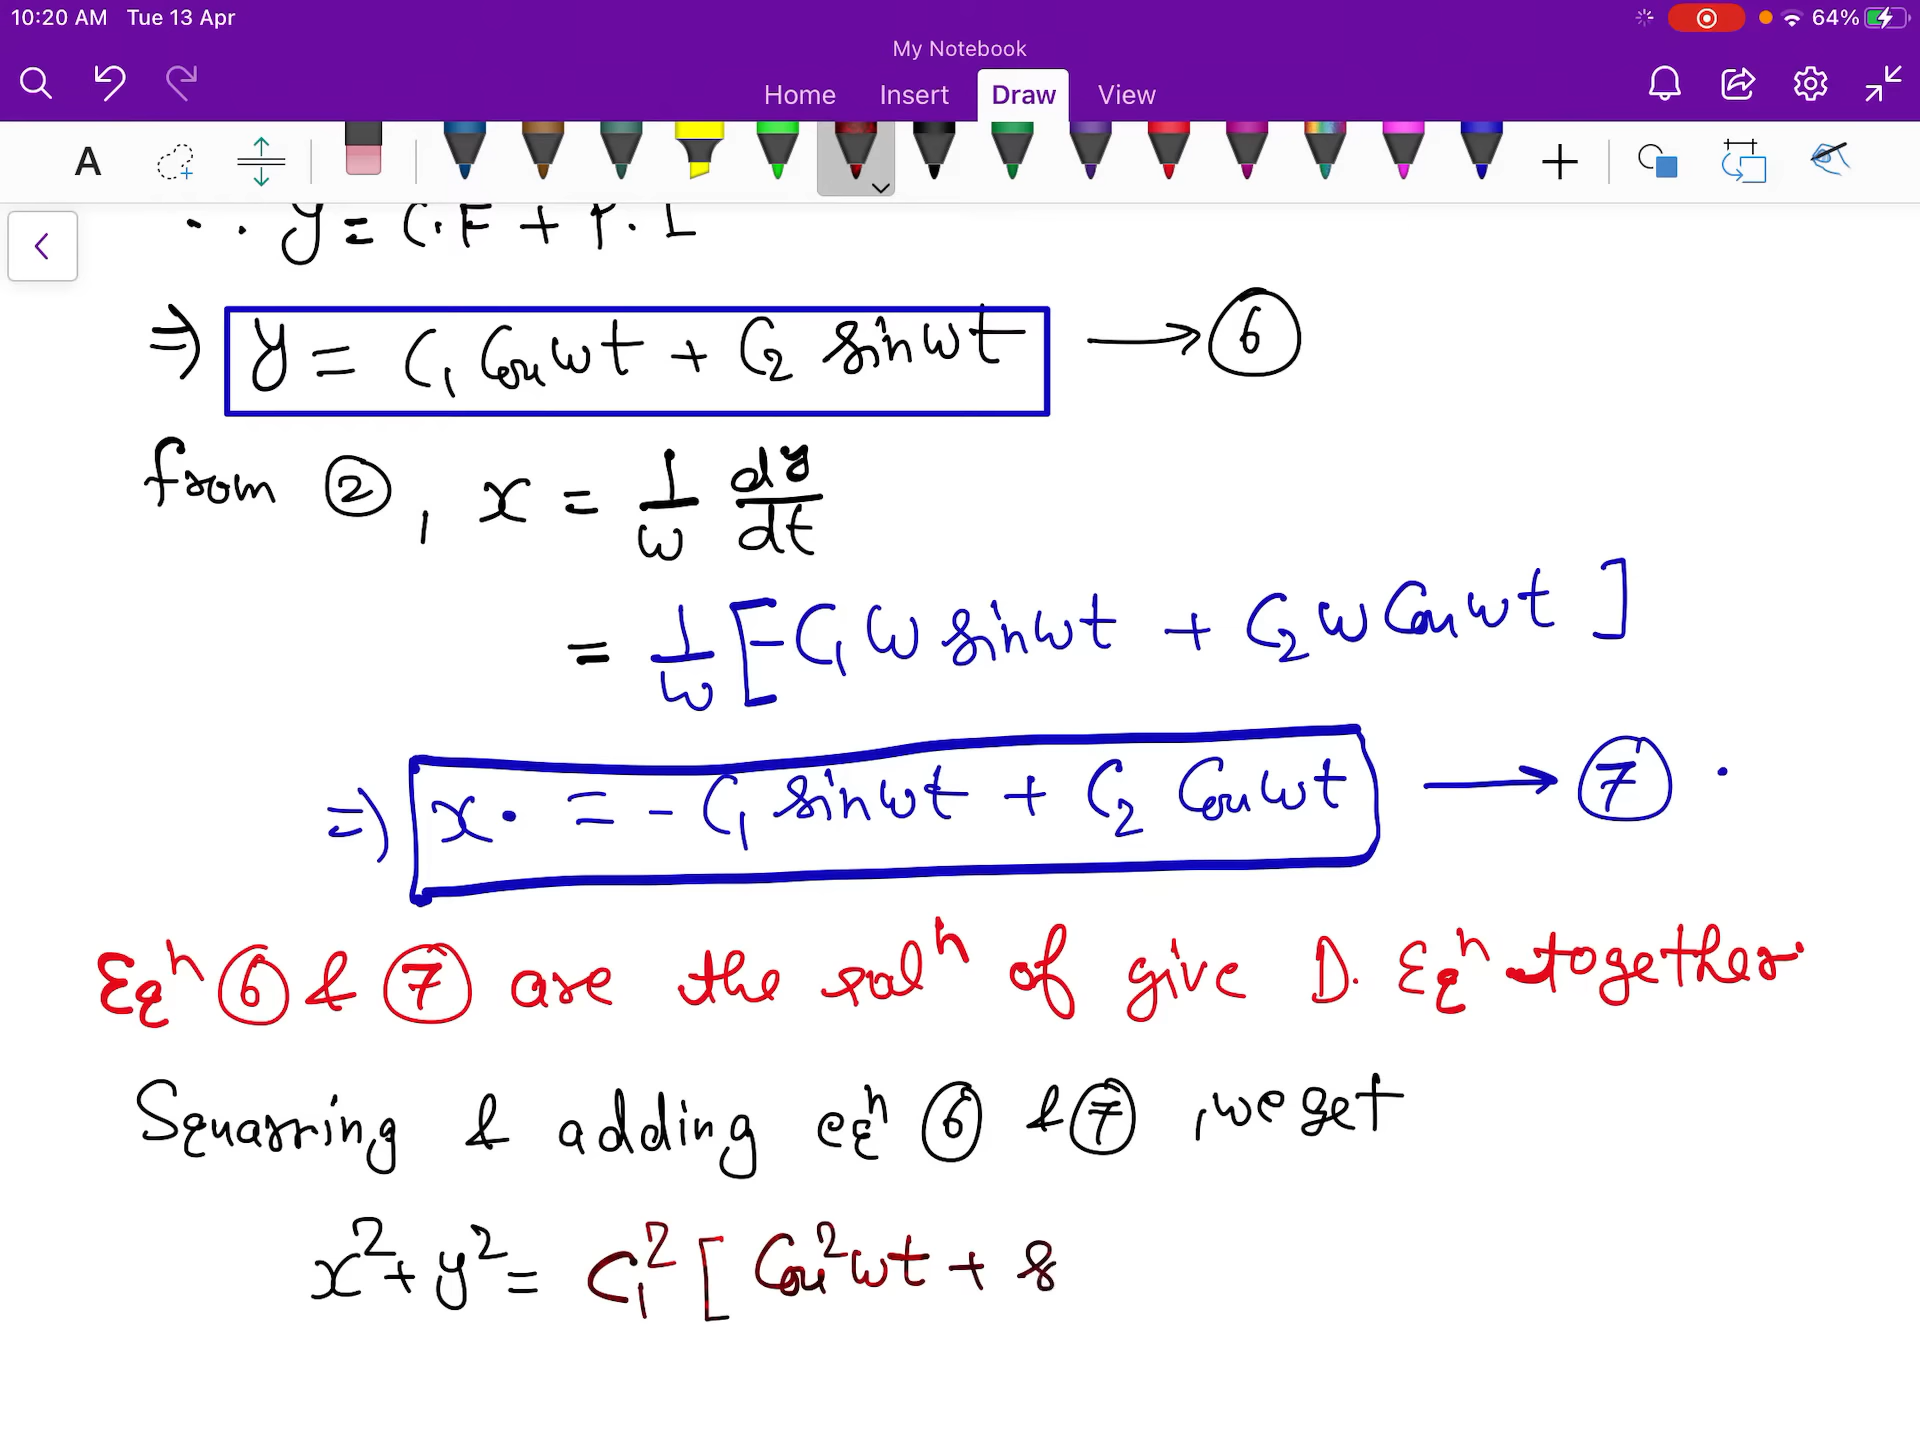 10:20 AM Tue 13 Apr
64%
My Notebook
Home Insert Draw View
A
∴ y = C.F + P.I
⇒ y = C₁ Cos ωt + C₂ sin ωt → ⑥
from ②, x = 1/ω dy/dt
= 1/ω [-C₁ ω sin ωt + C₂ ω Cos ωt ]
⇒) x. = - C₁ sin ωt + C₂ Cos ωt → ⑦ .
Eqⁿ ⑥ & ⑦ are the solⁿ of give D. Eqⁿ together.
Squarring & adding eqⁿ ⑥ & ⑦, we get
x² + y² = C₁² [ Cos² ωt + s